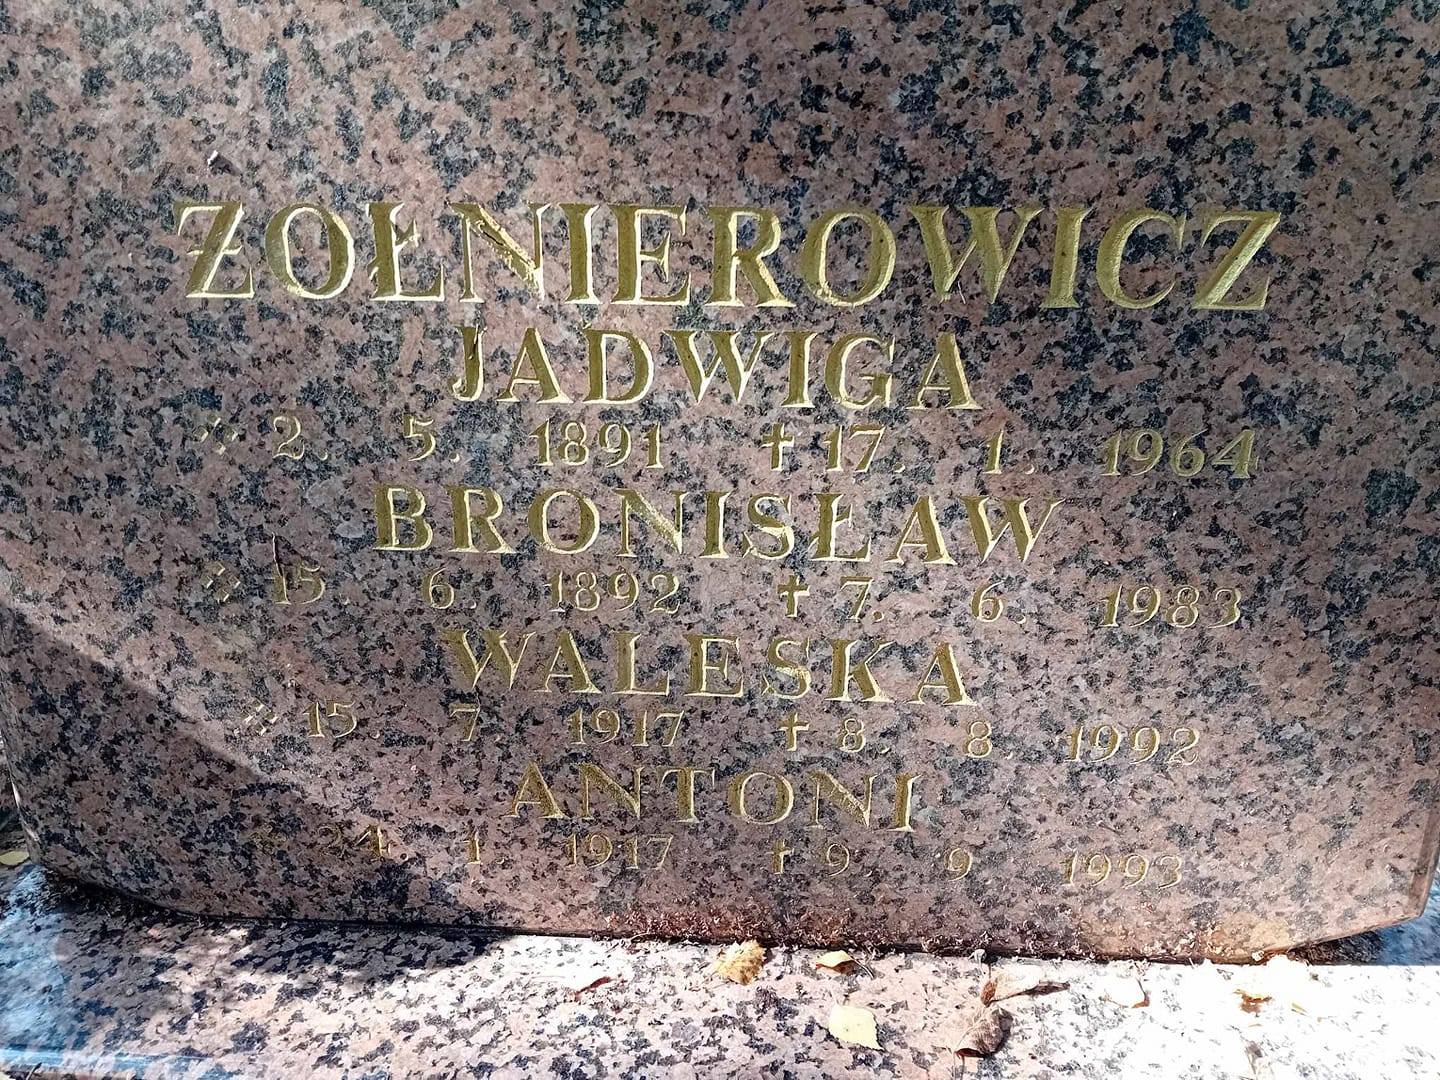 ŻOŁNIEROWICZ
JADWIGA
2. 5. 1891 † 17. 1. 1964
BRONISŁAW
15. 6. 1892 † 7. 6. 1983
WALESKA
15. 7. 1917 † 8. 8. 1992
ANTONI
24. 1. 1917 † 9. 9. 1993